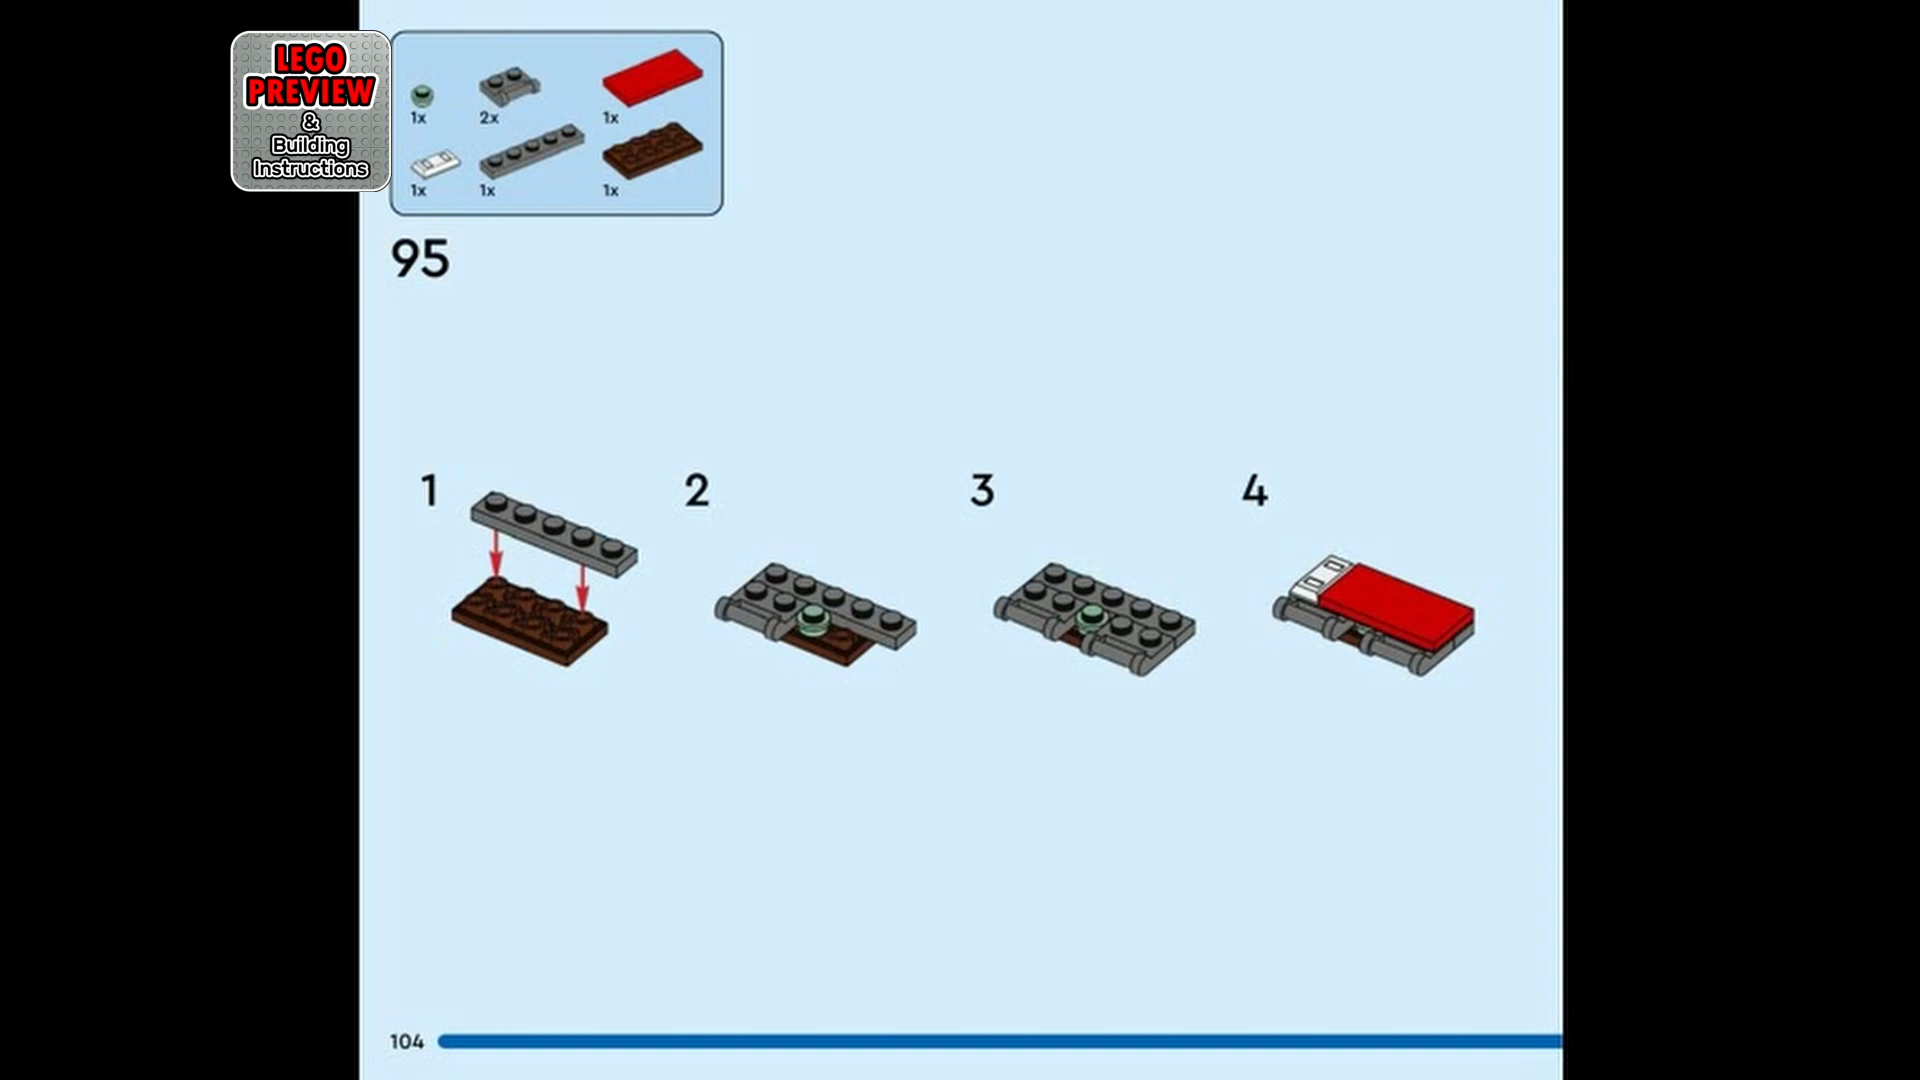 LEGO
PREVIEW
&
Building
Instructions
1x
2x
1x
1x
1x
1x
95
1
2
3
4
104